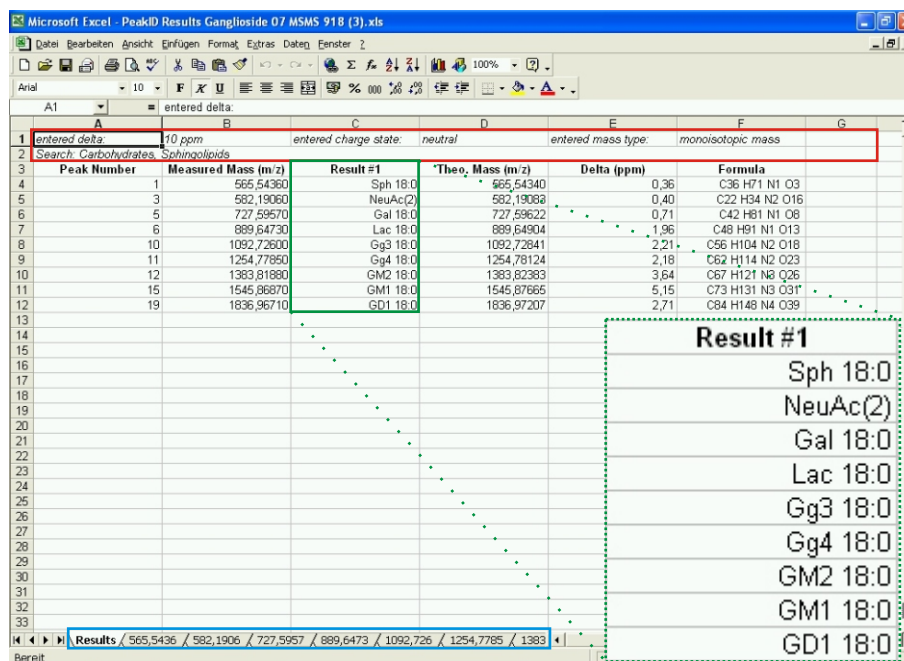 Microsoft Excel - PeakID Results Ganglioside 07 MSMS 918 (3).xls
Datei Bearbeiten Ansicht Einfügen Format Extras Daten Fenster ?
100%
Arial 10 F K U % 000
A1 = entered delta:
A B C D E F G
1 entered delta: 10 ppm entered charge state: neutral entered mass type: monoisotopic mass
2 Search: Carbohydrates, Sphingolipids
3 Peak Number Measured Mass (m/z) Result #1 Theo. Mass (m/z) Delta (ppm) Formula
4 1 565,54360 Sph 18:0 565,54340 0,36 C36 H71 N1 O3
5 3 582,19060 NeuAc(2) 582,19083 0,40 C22 H34 N2 O16
6 5 727,59570 Gal 18:0 727,59622 0,71 C42 H81 N1 O8
7 6 889,64730 Lac 18:0 889,64904 1,96 C48 H91 N1 O13
8 10 1092,72600 Gg3 18:0 1092,72841 2,21 C56 H104 N2 O18
9 11 1254,77850 Gg4 18:0 1254,78124 2,18 C62 H114 N2 O23
10 12 1383,81880 GM2 18:0 1383,82383 3,64 C67 H121 N3 O26
11 15 1545,86870 GM1 18:0 1545,87665 5,15 C73 H131 N3 O31
12 19 1836,96710 GD1 18:0 1836,97207 2,71 C84 H148 N4 O39
13
14
15
16
17
18
19
20
21
22
23
24
25
26
27
28
29
30
31
32
33
Result #1
Sph 18:0
NeuAc(2)
Gal 18:0
Lac 18:0
Gg3 18:0
Gg4 18:0
GM2 18:0
GM1 18:0
GD1 18:0
Results / 565,5436 / 582,1906 / 727,5957 / 889,6473 / 1092,726 / 1254,7785 / 1383
Bereit